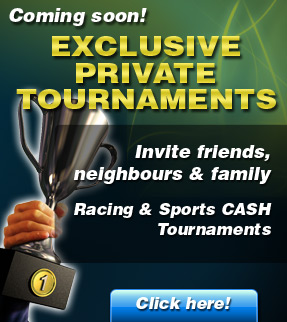 Coming soon!
EXCLUSIVE
PRIVATE
TOURNAMENTS
Invite friends,
neighbours & family
Racing & Sports CASH
Tournaments
1
Click here!